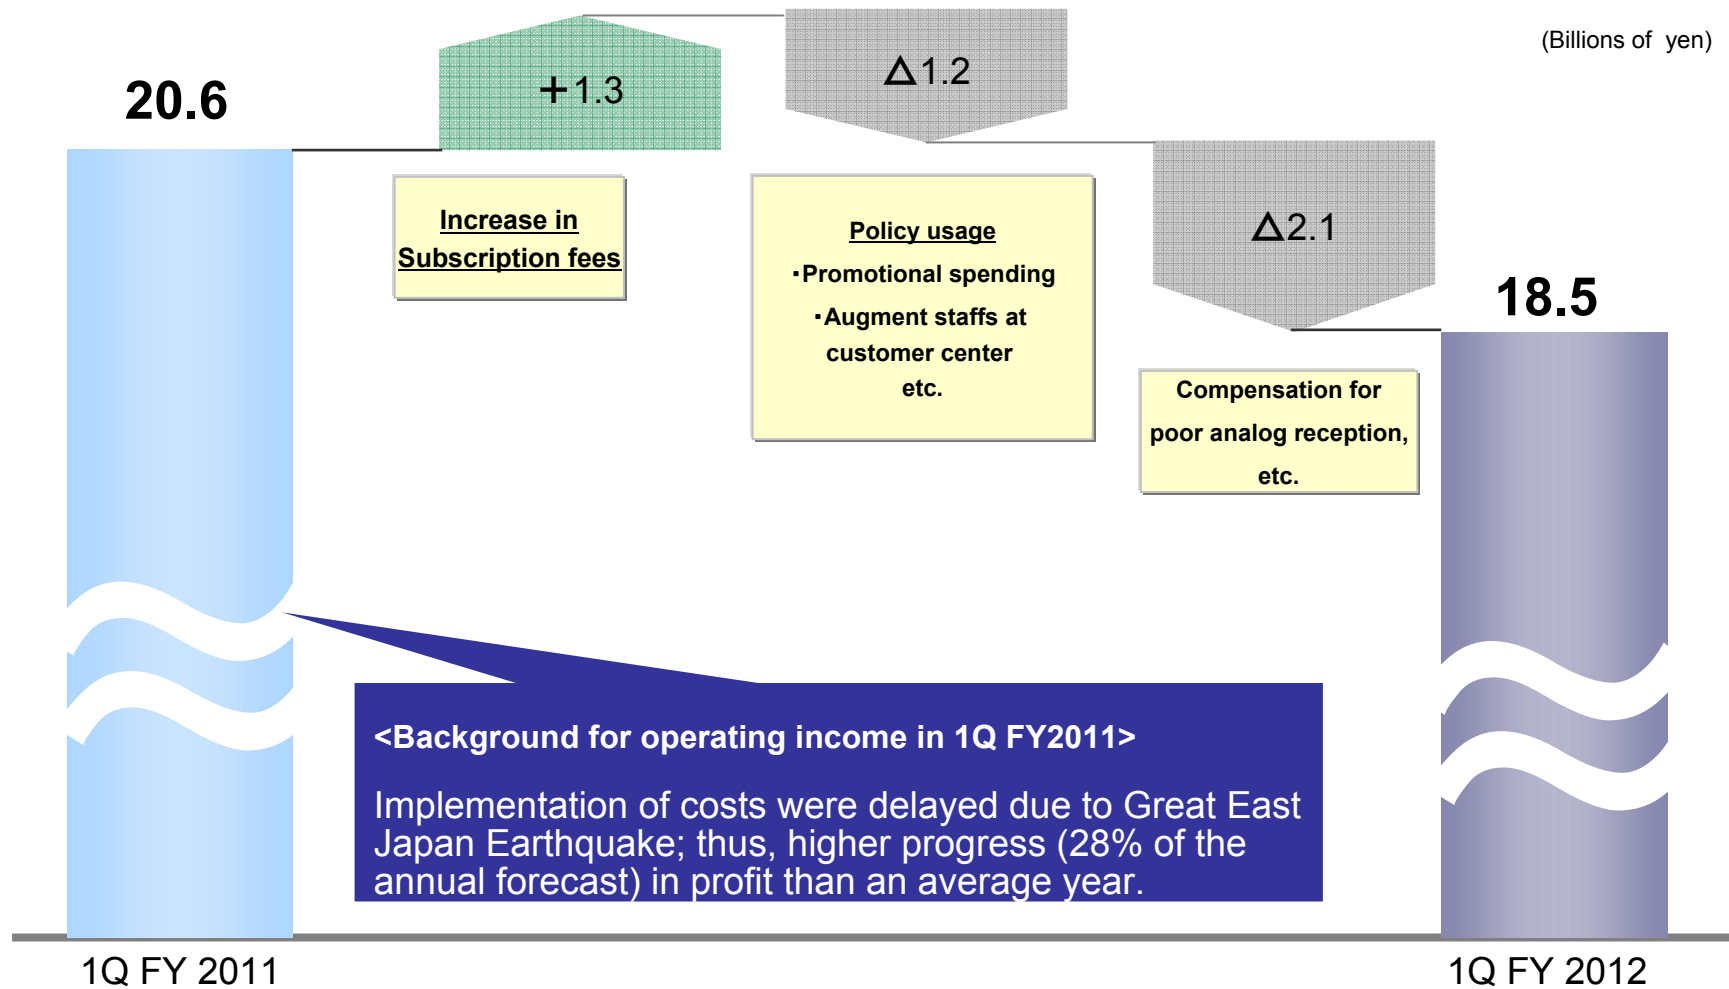 (Billions of yen)
20.6
+1.3
△1.2
△2.1
18.5
Increase in
Subscription fees
Policy usage
・Promotional spending
・Augment staffs at
customer center
etc.
Compensation for
poor analog reception,
etc.
<Background for operating income in 1Q FY2011>
Implementation of costs were delayed due to Great East
Japan Earthquake; thus, higher progress (28% of the
annual forecast) in profit than an average year.
1Q FY 2011
1Q FY 2012